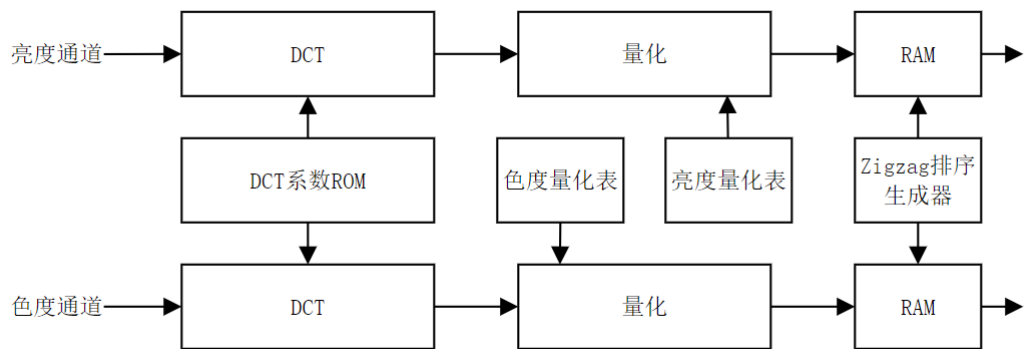 亮度通道
DCT
量化
RAM
DCT系数ROM
色度量化表
亮度量化表
Zigzag排序
生成器
色度通道
DCT
量化
RAM